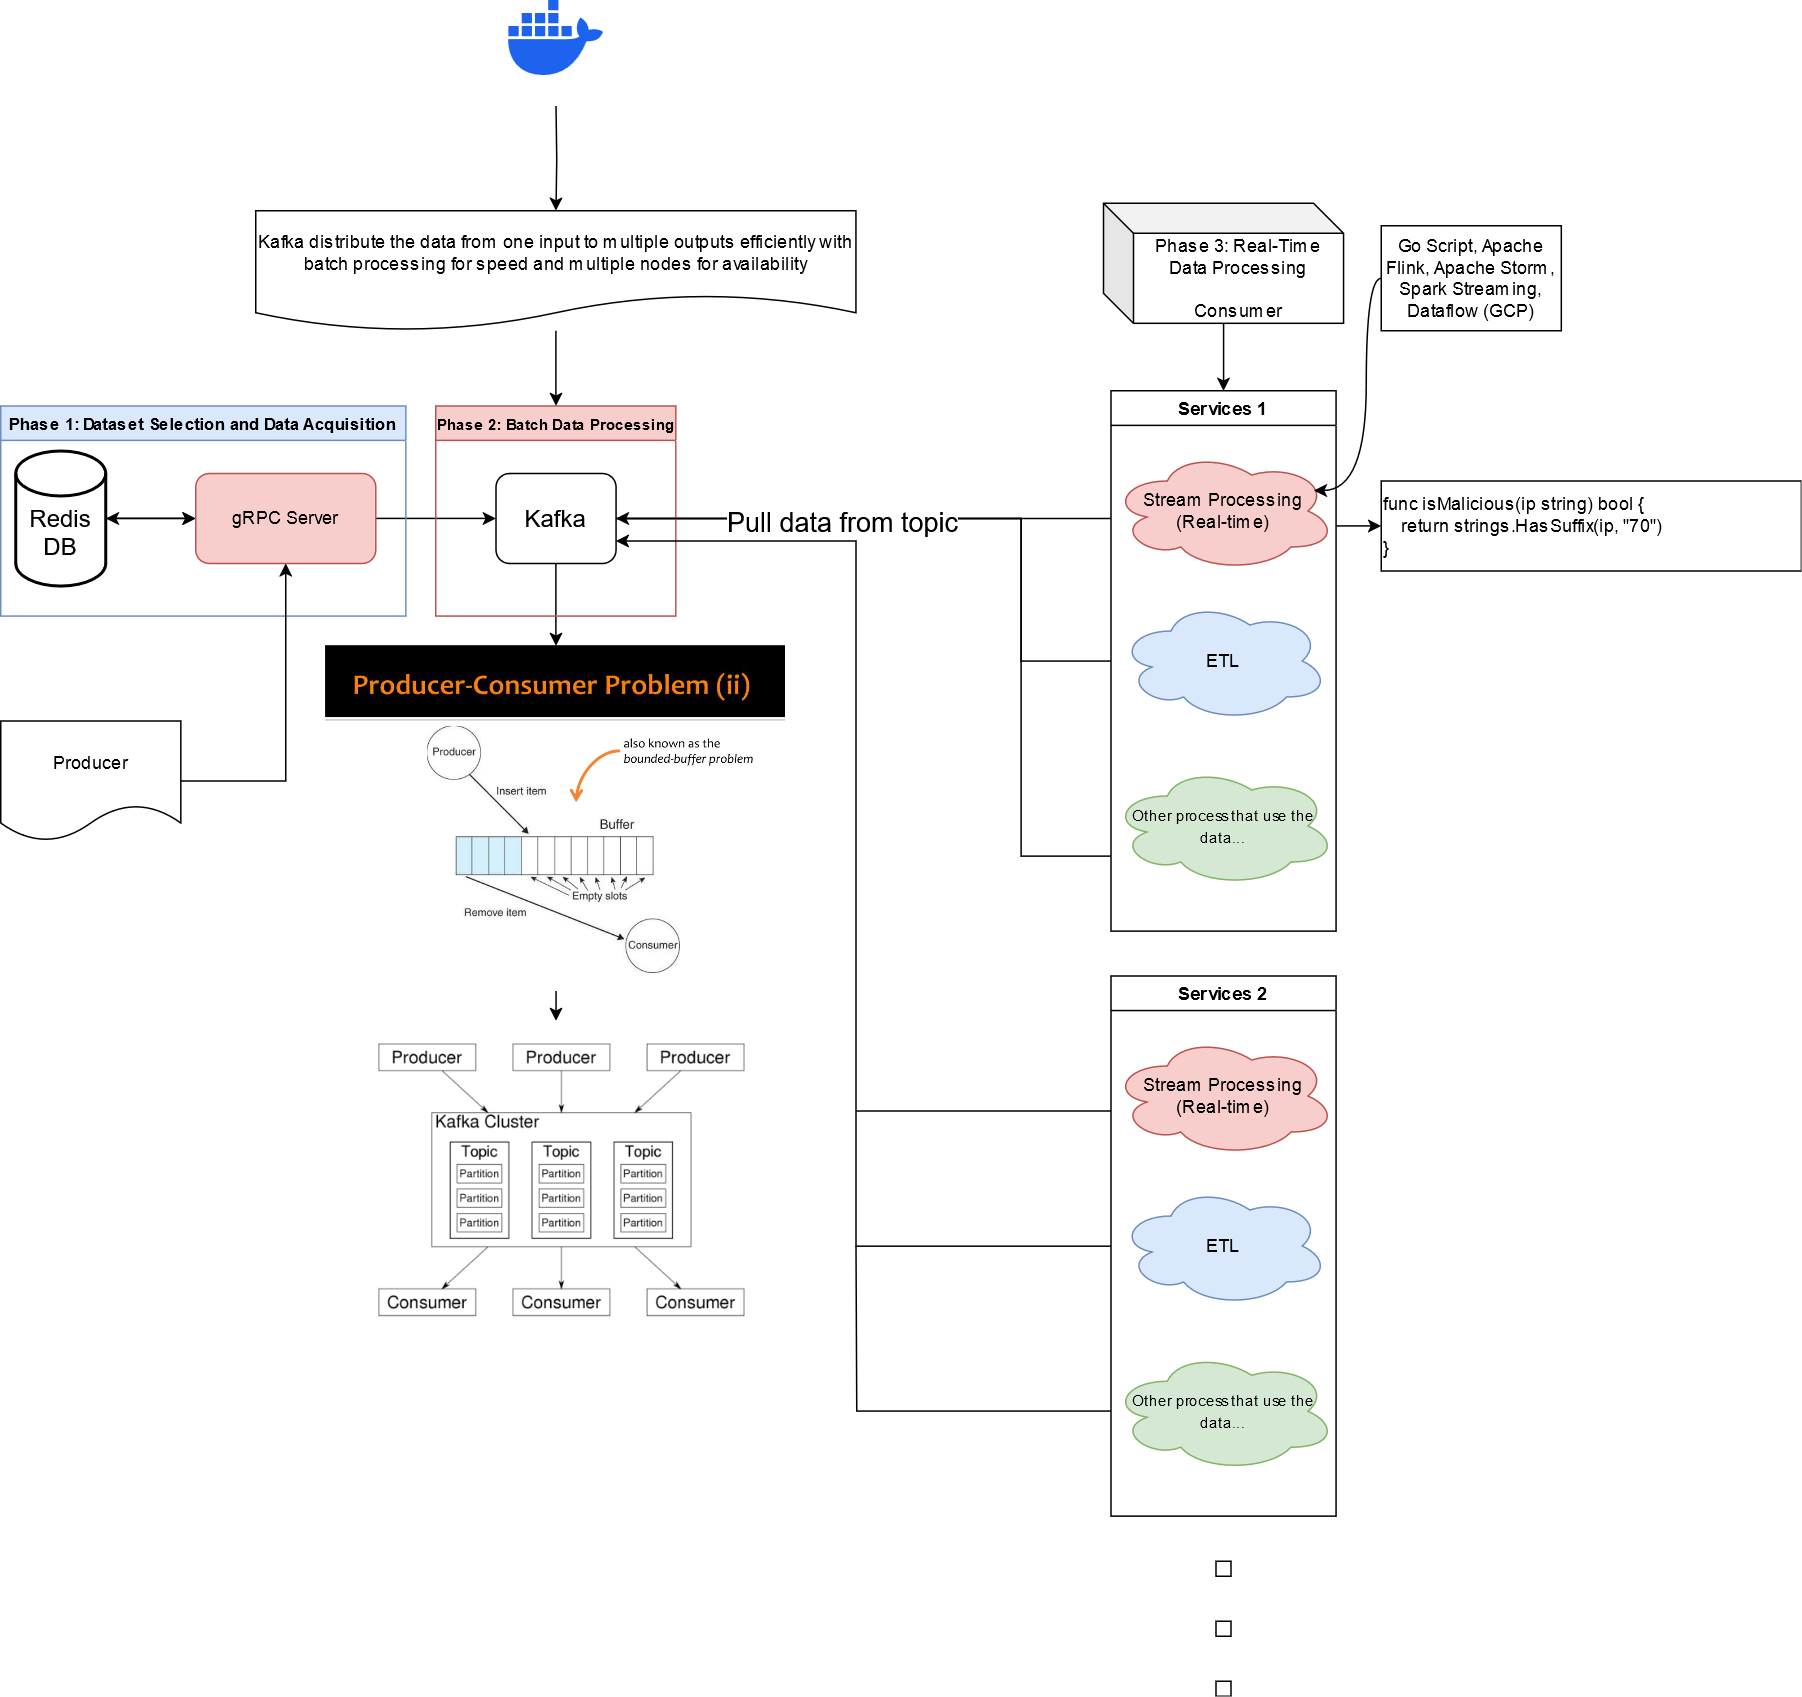 Kafka distribute the data from one input to multiple outputs efficiently with
batch processing for speed and multiple nodes for availability
Phase 3: Real-Time
Data Processing
Consumer
Go Script, Apache
Flink, Apache Storm,
Spark Streaming,
Dataflow (GCP)
Phase 1: Dataset Selection and Data Acquisition
Redis
DB
gRPC Server
Phase 2: Batch Data Processing
Kafka
Pull data from topic
Producer
Services 1
Stream Processing
(Real-time)
ETL
Other process that use the
data...
func isMalicious(ip string) bool {
return strings.HasSuffix(ip, "70")
}
Producer-Consumer Problem (ii)
Producer
also known as the
bounded-buffer problem
Insert item
Buffer
Empty slots
Remove item
Consumer
Producer
Producer
Producer
Kafka Cluster
Topic
Partition
Partition
Partition
Topic
Partition
Partition
Partition
Topic
Partition
Partition
Partition
Consumer
Consumer
Consumer
Services 2
Stream Processing
(Real-time)
ETL
Other process that use the
data...